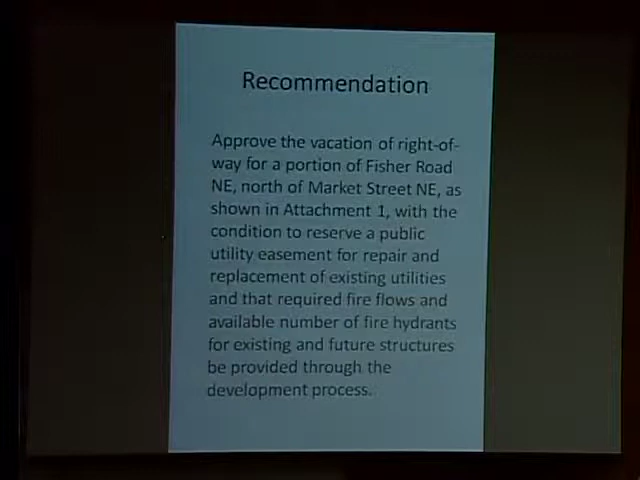 Recommendation
Approve the vacation of right-of-
way for a portion of Fisher Road
NE, north of Market Street NE, as
shown in Attachment 1, with the
condition to reserve a public
utility easement for repair and
replacement of existing utilities
and that required fire flows and
available number of fire hydrants
for existing and future structures
be provided through the
development process.